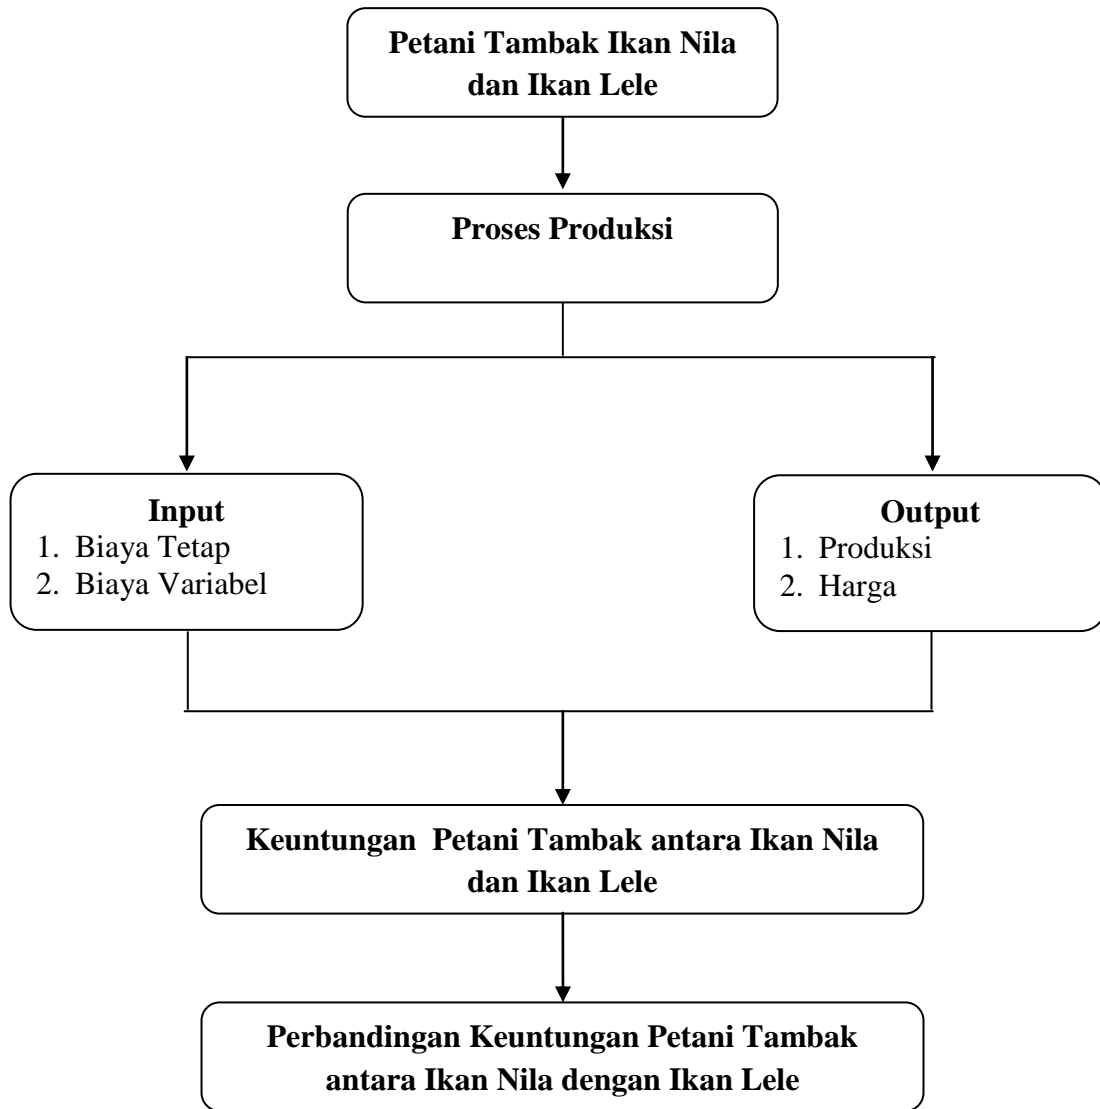 Petani Tambak Ikan Nila
dan Ikan Lele
Proses Produksi
Input
1. Biaya Tetap
2. Biaya Variabel
Output
1. Produksi
2. Harga
Keuntungan Petani Tambak antara Ikan Nila
dan Ikan Lele
Perbandingan Keuntungan Petani Tambak
antara Ikan Nila dengan Ikan Lele